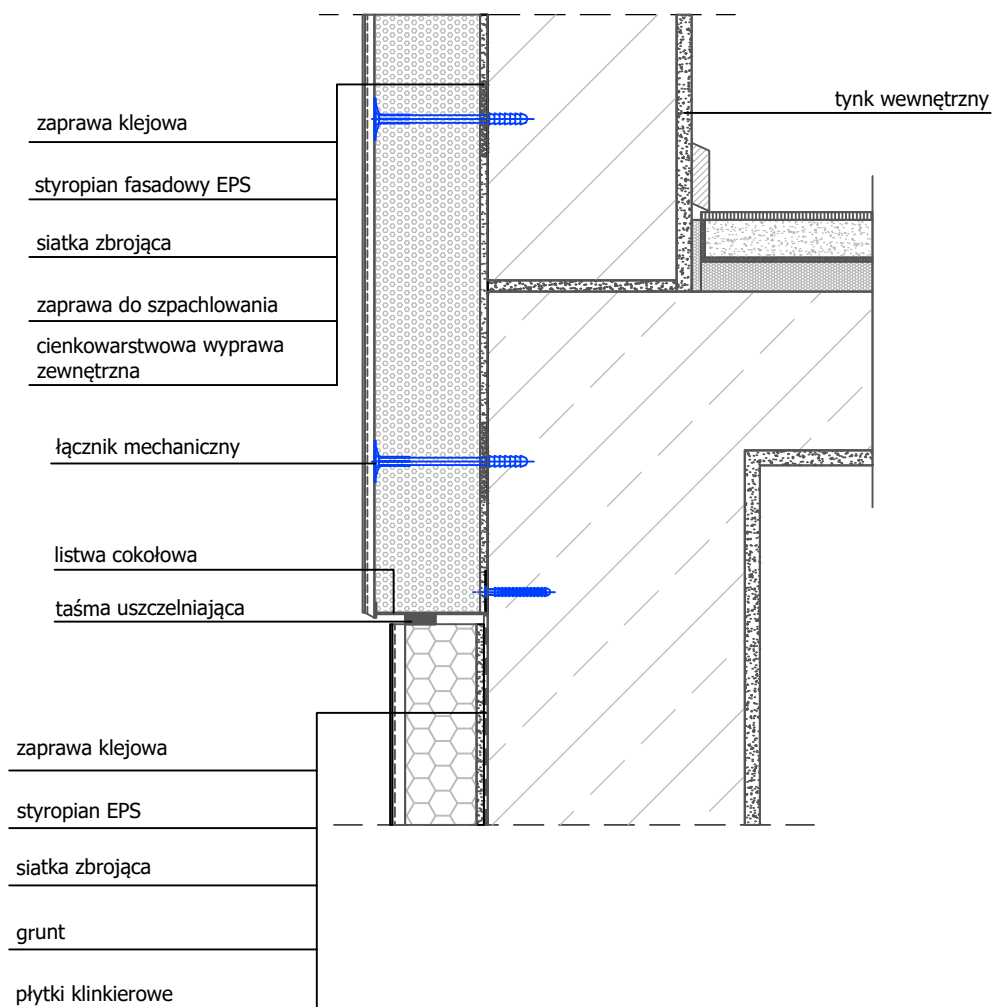 zaprawa klejowa
styropian fasadowy EPS
siatka zbrojąca
zaprawa do szpachlowania
cienkowarstwowa wyprawa
zewnętrzna
łącznik mechaniczny
listwa cokołowa
taśma uszczelniająca
zaprawa klejowa
styropian EPS
siatka zbrojąca
grunt
płytki klinkierowe
tynk wewnętrzny